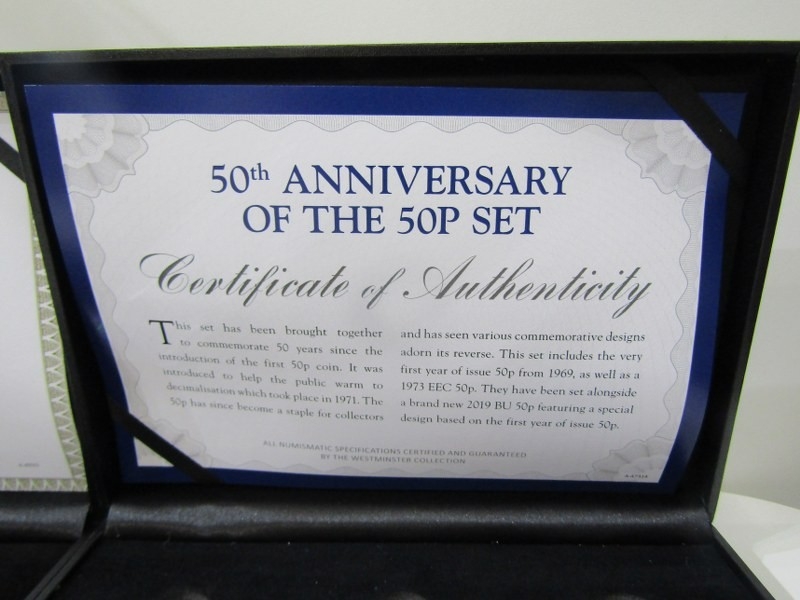 50th ANNIVERSARY
OF THE 50P SET
Certificate of Authenticity
This set has been brought together
to commemorate 50 years since the
introduction of the first 50p coin. It was
introduced to help the public warm to
decimalisation which took place in 1971. The
50p has since become a staple for collectors
and has seen various commemorative designs
adorn its reverse. This set includes the very
first year of issue 50p from 1969, as well as a
1973 EEC 50p. They have been set alongside
a brand new 2019 BU 50p featuring a special
design based on the first year of issue 50p.
ALL NUMISMATIC SPECIFICATIONS CERTIFIED AND GUARANTEED
BY THE WESTMINSTER COLLECTION